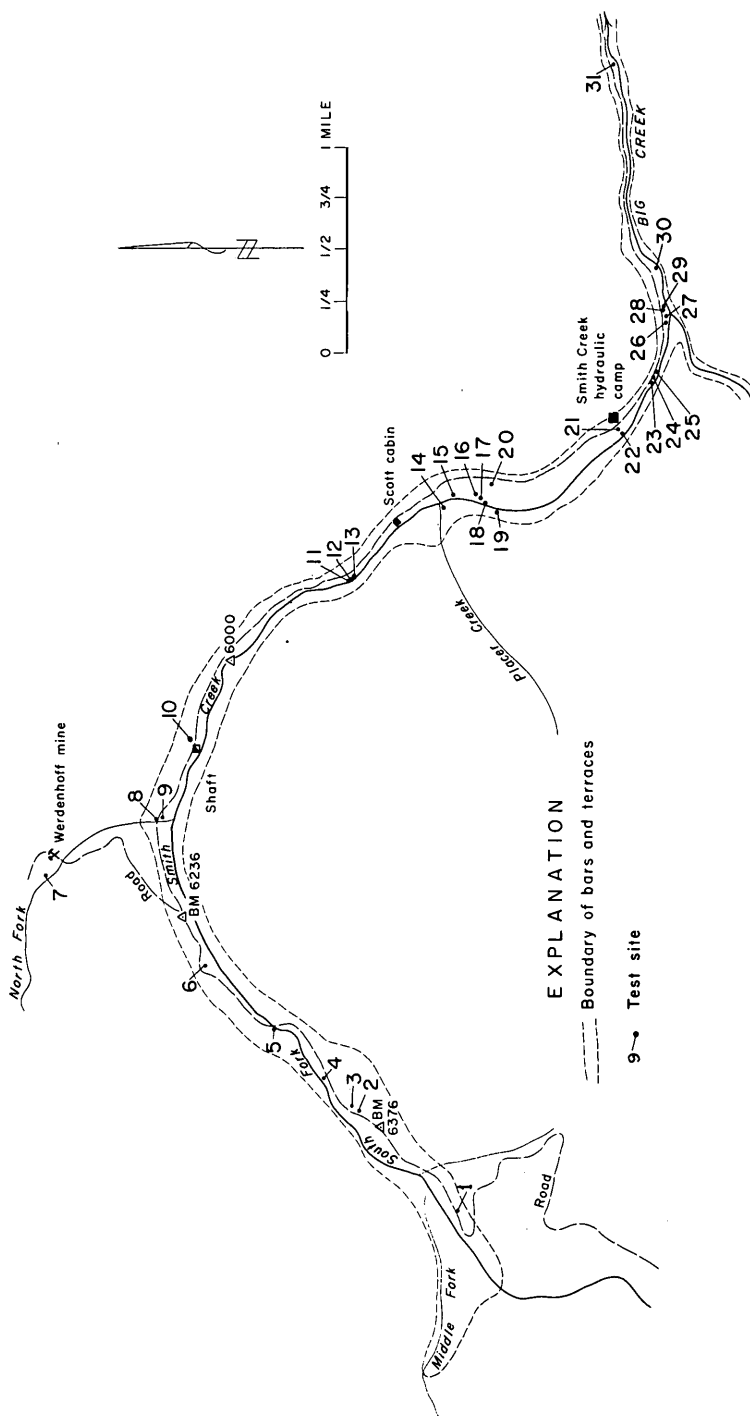 North Fork
7
Werdenhoff mine
Road
8
9
Smith
BM 6236
10
Shaft
Creek
6000
6
5
Fork
4
3
2
BM
6376
South
1
Middle Fork
Road
11
12
13
Scott cabin
14
15
16
17
18
19
20
Placer Creek
Smith Creek
hydraulic
camp
21
22
23
24
25
26
27
28
29
30
31
BIG CREEK
N
0 1/4 1/2 3/4 1 MILE
EXPLANATION
Boundary of bars and terraces
9
Test site